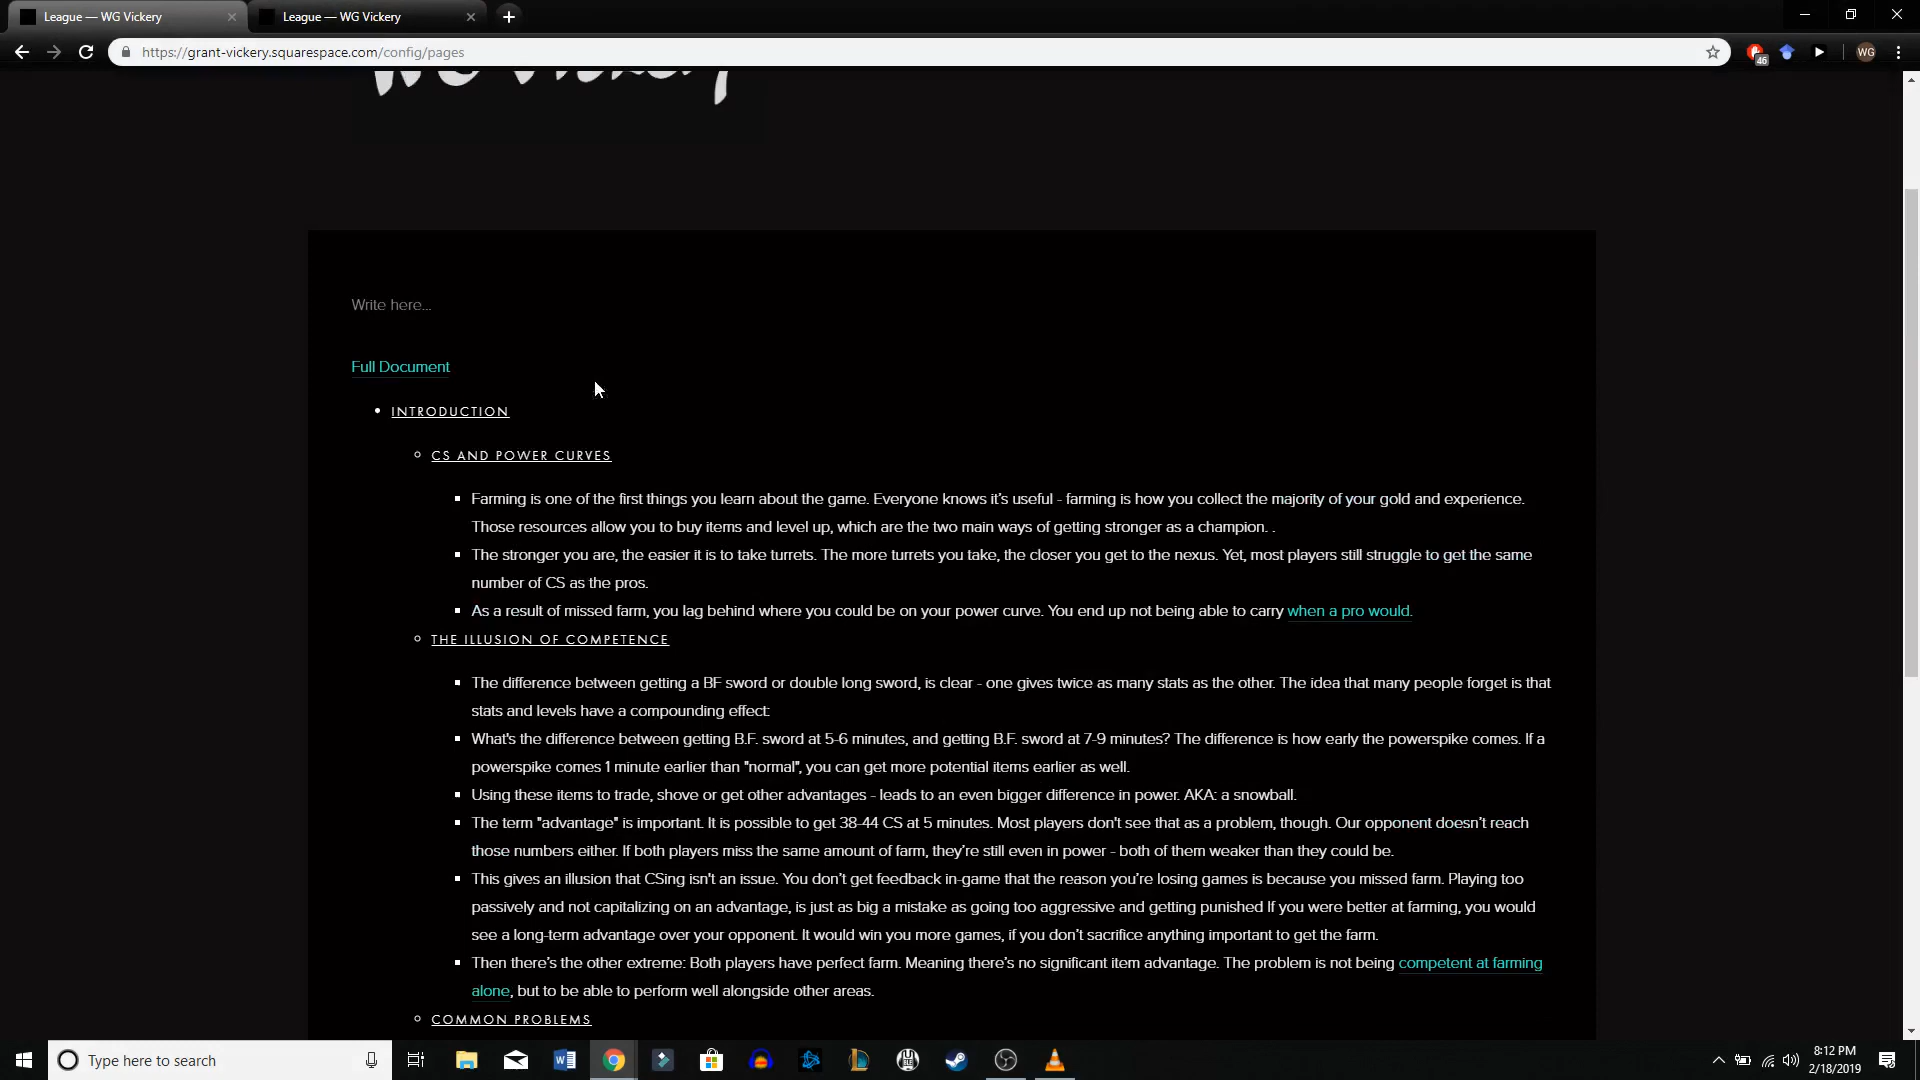 League — WG Vickery
League — WG Vickery
https://grant-vickery.squarespace.com/config/pages
46
WG
WG Vickery
Write here...
Full Document
INTRODUCTION
CS AND POWER CURVES
Farming is one of the first things you learn about the game. Everyone knows it's useful - farming is how you collect the majority of your gold and experience.
Those resources allow you to buy items and level up, which are the two main ways of getting stronger as a champion. .
The stronger you are, the easier it is to take turrets. The more turrets you take, the closer you get to the nexus. Yet, most players still struggle to get the same
number of CS as the pros.
As a result of missed farm, you lag behind where you could be on your power curve. You end up not being able to carry when a pro would.
THE ILLUSION OF COMPETENCE
The difference between getting a BF sword or double long sword, is clear - one gives twice as many stats as the other. The idea that many people forget is that
stats and levels have a compounding effect:
What's the difference between getting B.F. sword at 5-6 minutes, and getting B.F. sword at 7-9 minutes? The difference is how early the powerspike comes. If a
powerspike comes 1 minute earlier than "normal", you can get more potential items earlier as well.
Using these items to trade, shove or get other advantages - leads to an even bigger difference in power. AKA: a snowball.
The term "advantage" is important. It is possible to get 38-44 CS at 5 minutes. Most players don't see that as a problem, though. Our opponent doesn't reach
those numbers either. If both players miss the same amount of farm, they're still even in power - both of them weaker than they could be.
This gives an illusion that CSing isn't an issue. You don't get feedback in-game that the reason you're losing games is because you missed farm. Playing too
passively and not capitalizing on an advantage, is just as big a mistake as going too aggressive and getting punished If you were better at farming, you would
see a long-term advantage over your opponent. It would win you more games, if you don't sacrifice anything important to get the farm.
Then there's the other extreme: Both players have perfect farm. Meaning there's no significant item advantage. The problem is not being competent at farming
alone, but to be able to perform well alongside other areas.
COMMON PROBLEMS
Type here to search
8:12 PM
2/18/2019